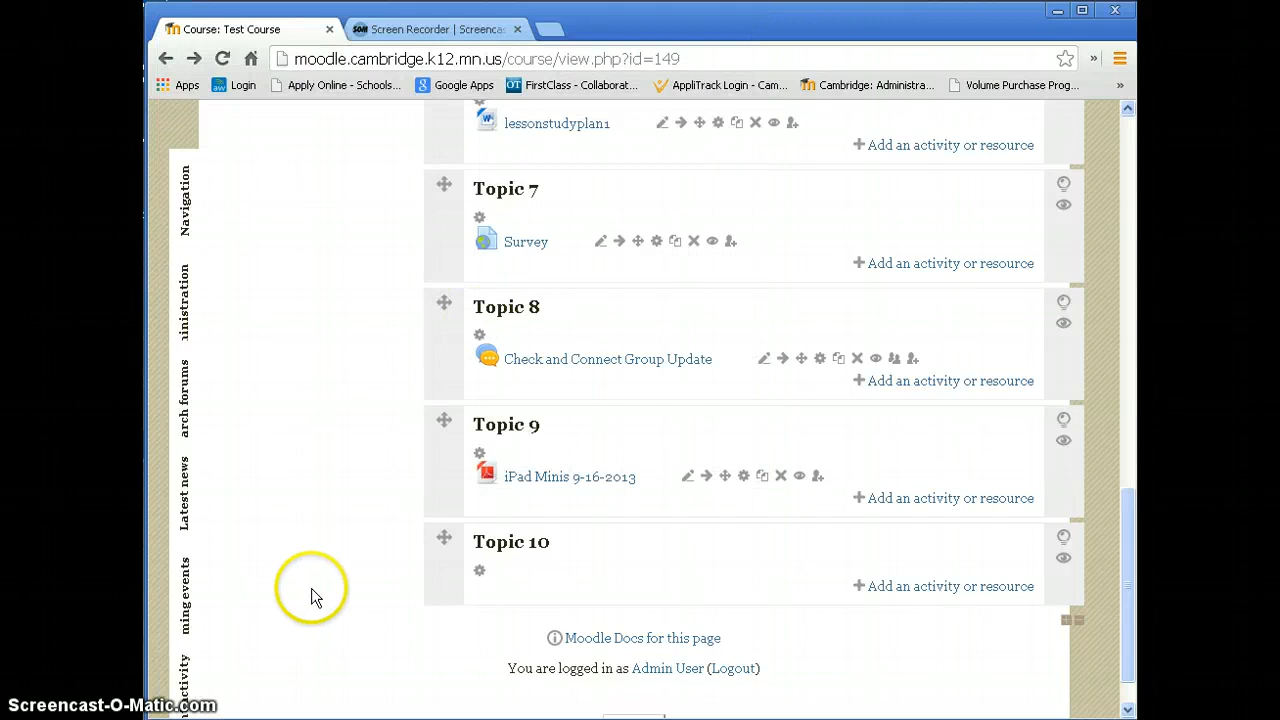 Course: Test Course
Screen Recorder | Screencas
moodle.cambridge.k12.mn.us/course/view.php?id=149
Apps
Login
Apply Online - Schools...
Google Apps
FirstClass - Collaborat...
AppliTrack Login - Cam...
Cambridge: Administra...
Volume Purchase Prog...
lessonstudyplan1
Add an activity or resource
Topic 7
Survey
Add an activity or resource
Topic 8
Check and Connect Group Update
Add an activity or resource
Topic 9
iPad Minis 9-16-2013
Add an activity or resource
Topic 10
Add an activity or resource
Moodle Docs for this page
You are logged in as Admin User (Logout)
Navigation
inistration
arch forums
Latest news
ming events
activity
Screencast-O-Matic.com